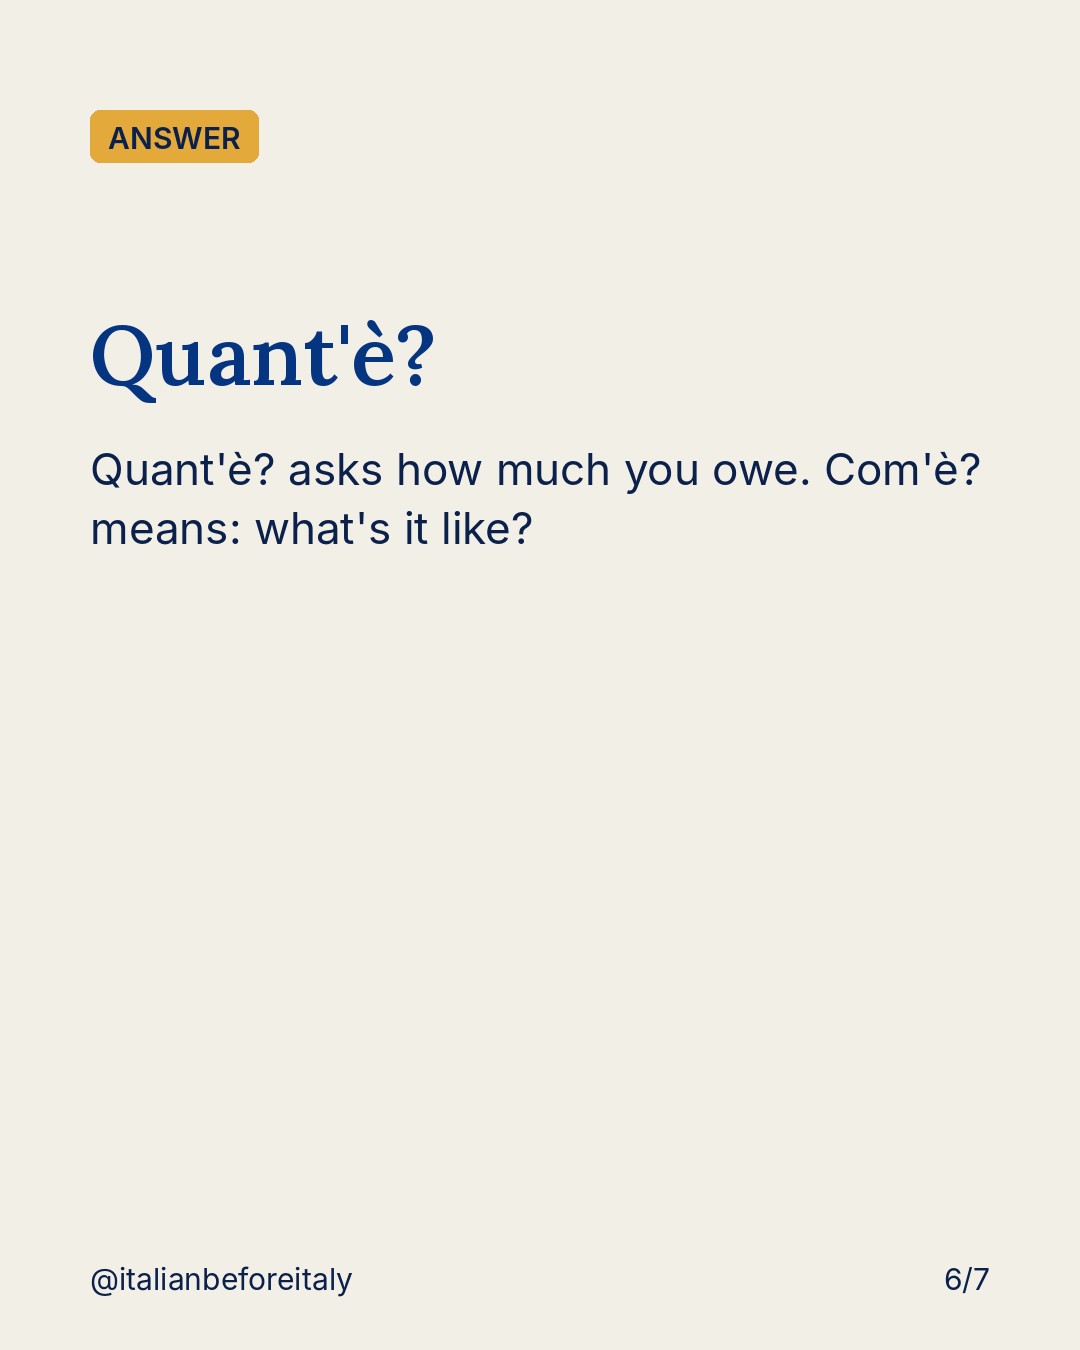 ANSWER
Quant'è?
Quant'è? asks how much you owe. Com'è?
means: what's it like?
@italianbeforeitaly
6/7